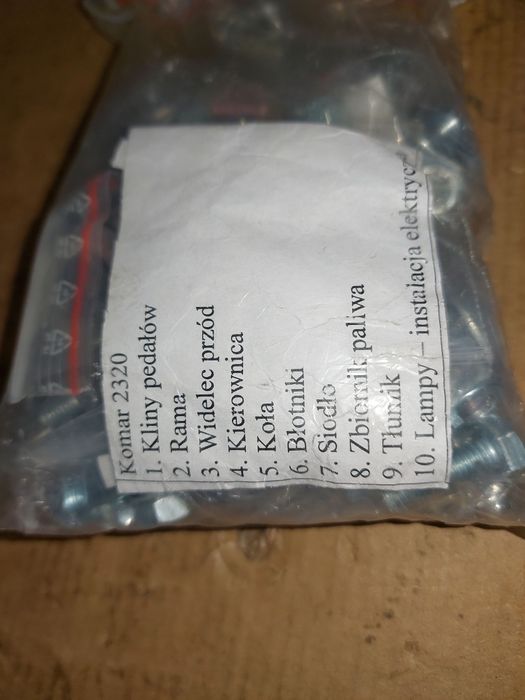 Komar 2320
1. Kliny pedałów
2. Rama
3. Widelec przód
4. Kierownica
5. Koła
6. Błotniki
7. Siodło
8. Zbiornik paliwa
9. Tłumik
10. Lampy – instalacja